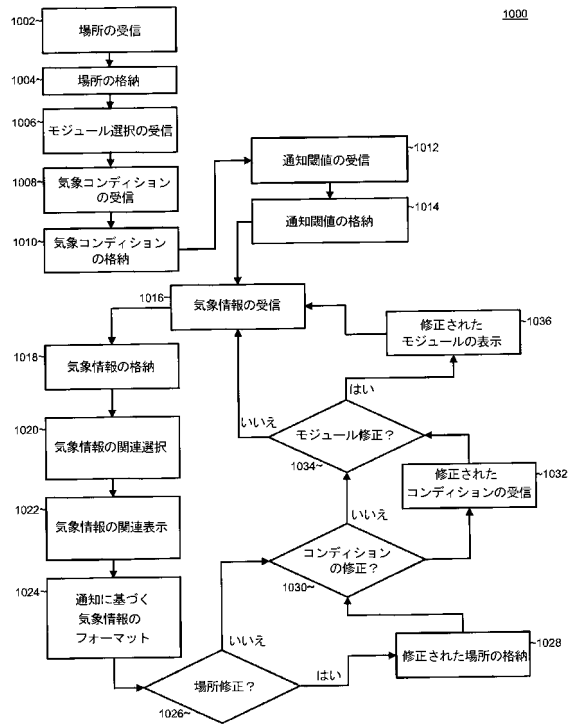 1000
1002
場所の受信
1004
場所の格納
1006
モジュール選択の受信
1008
気象コンディション
の受信
1010
気象コンディション
の格納
1012
通知閾値の受信
1014
通知閾値の格納
1016
気象情報の受信
1018
気象情報の格納
1020
気象情報の関連選択
1022
気象情報の関連表示
1024
通知に基づく
気象情報の
フォーマット
場所修正？
1026
はい
いいえ
1028
修正された場所の格納
コンディション
の修正？
1030
いいえ
1032
修正された
コンディションの受信
モジュール修正？
1034
いいえ
はい
1036
修正された
モジュールの表示